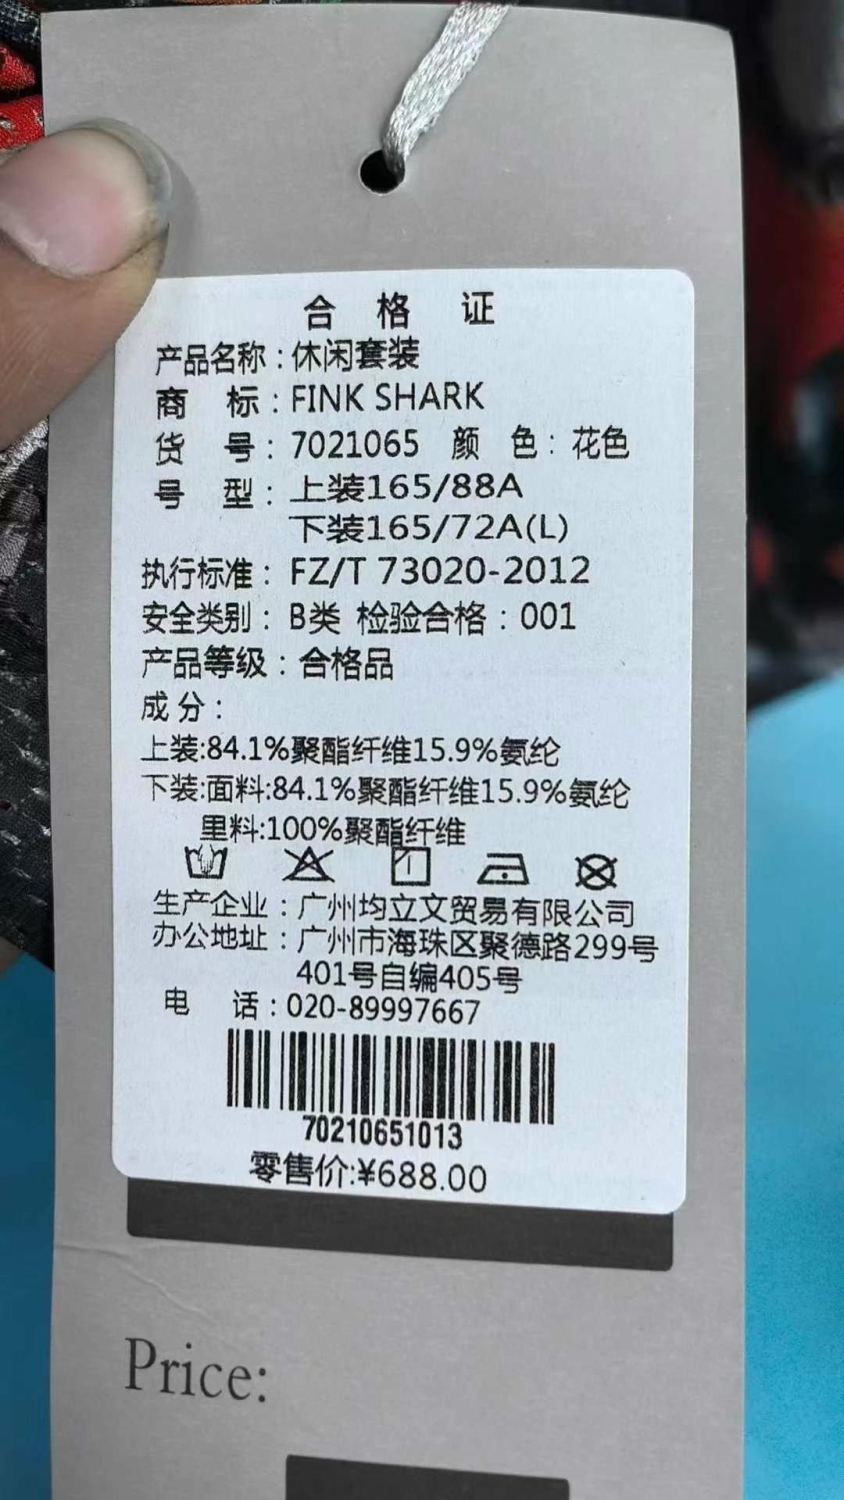 合 格 证
产品名称：休闲套装
商 标：FINK SHARK
货 号：7021065 颜 色：花色
号 型：上装165/88A
下装165/72A(L)
执行标准：FZ/T 73020-2012
安全类别：B类 检验合格：001
产品等级：合格品
成分：
上装:84.1%聚酯纤维15.9%氨纶
下装:面料:84.1%聚酯纤维15.9%氨纶
里料:100%聚酯纤维
生产企业：广州均立文贸易有限公司
办公地址：广州市海珠区聚德路299号
401号自编405号
电 话：020-89997667
70210651013
零售价:¥688.00
Price: